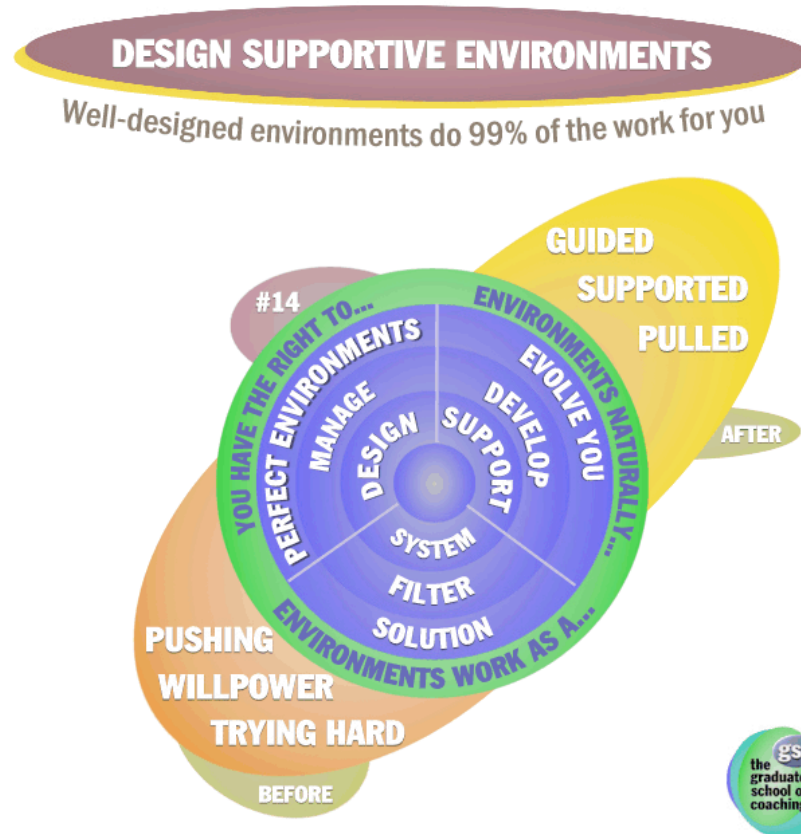 DESIGN SUPPORTIVE ENVIRONMENTS
Well-designed environments do 99% of the work for you
GUIDED
SUPPORTED
PULLED
AFTER
#14
YOU HAVE THE RIGHT TO...
PERFECT ENVIRONMENTS
MANAGE
DESIGN
ENVIRONMENTS NATURALLY...
EVOLVE YOU
DEVELOP
SUPPORT
SYSTEM
FILTER
SOLUTION
ENVIRONMENTS WORK AS A...
PUSHING
WILLPOWER
TRYING HARD
BEFORE
gs
the
graduate
school o
coaching